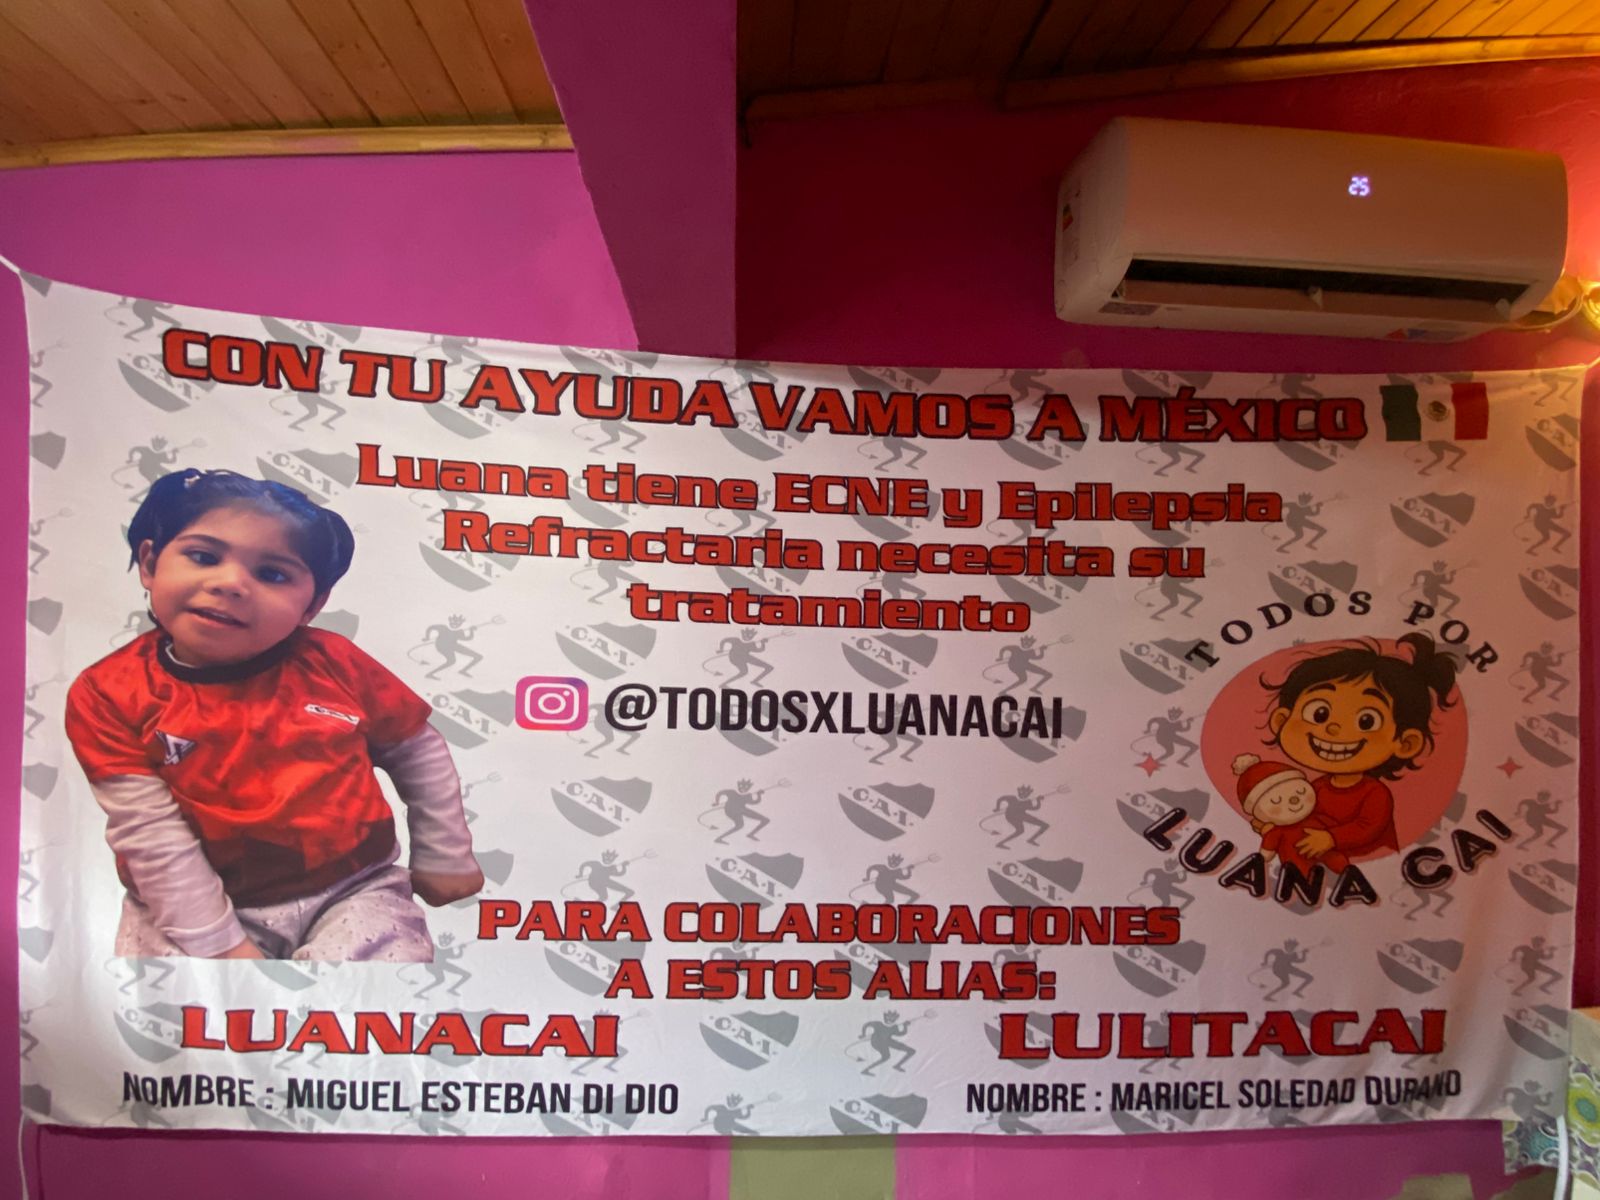 25
CON TU AYUDA VAMOS A MÉXICO
Luana tiene ECNE y Epilepsia
Refractaria necesita su
tratamiento
@TODOSXLUANACAI
TODOS POR
LUANA CAI
PARA COLABORACIONES
A ESTOS ALIAS:
LUANACAI
LULITACAI
NOMBRE : MIGUEL ESTEBAN DI DIO
NOMBRE : MARICEL SOLEDAD DURAND
C.A.I.